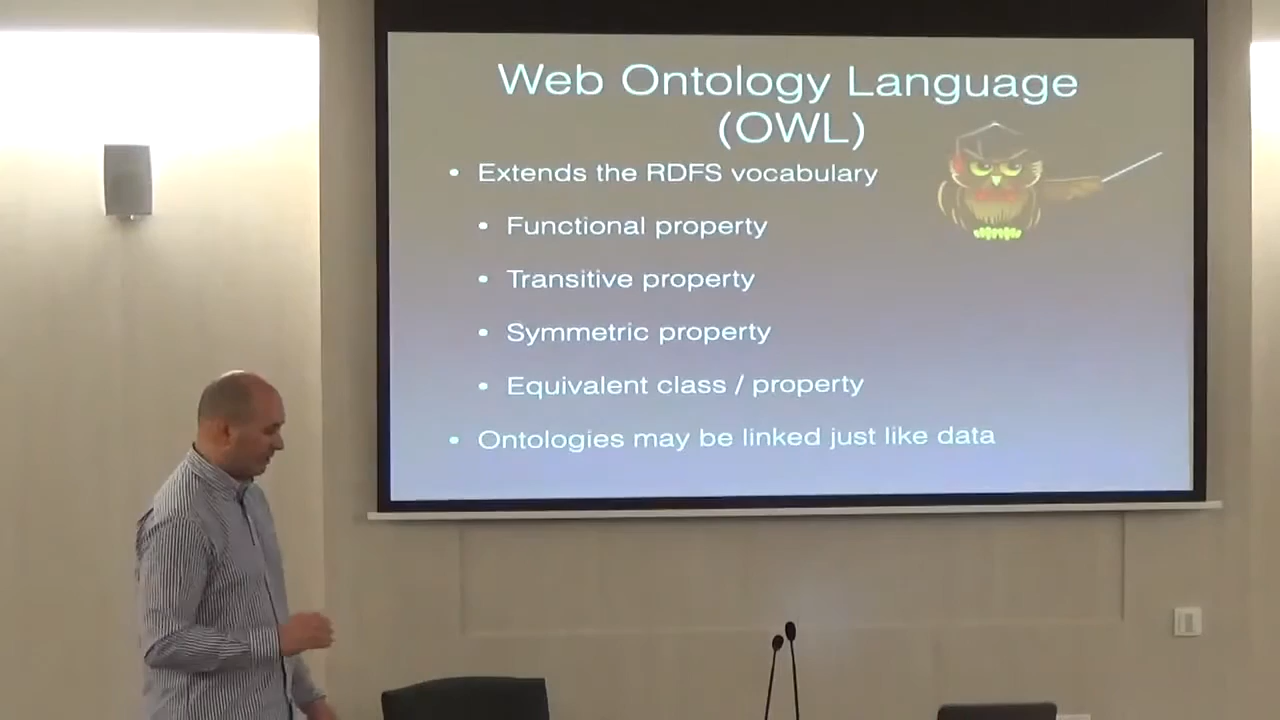 Web Ontology Language
(OWL)
• Extends the RDFS vocabulary
• Functional property
• Transitive property
• Symmetric property
• Equivalent class / property
• Ontologies may be linked just like data